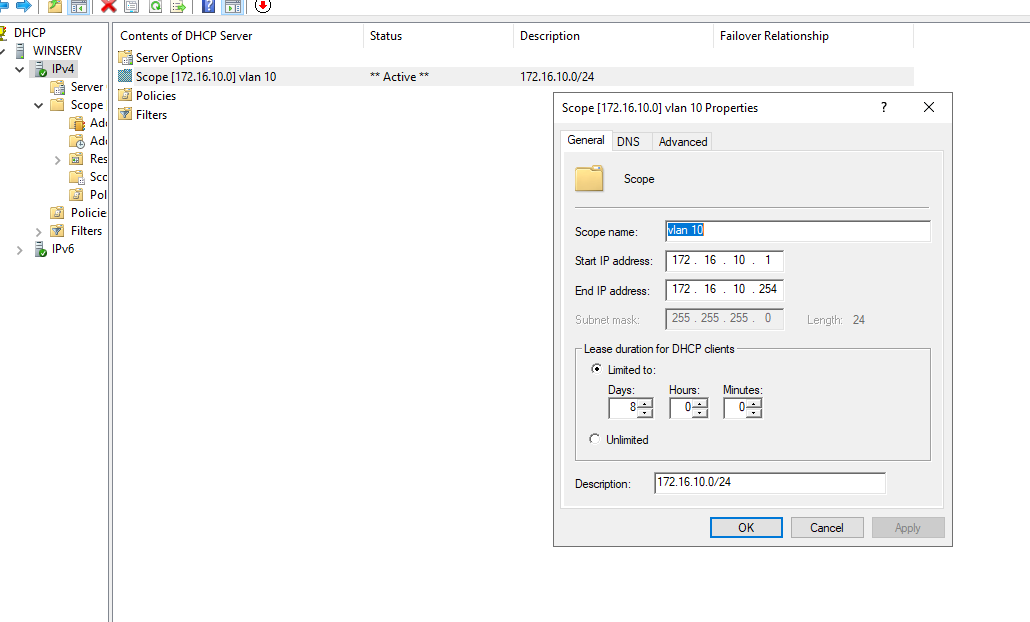 DHCP
WINSERV
IPv4
Server
Scope
Add
Add
Res
Sco
Pol
Policie
Filters
IPv6
Contents of DHCP Server Status Description Failover Relationship
Server Options
Scope [172.16.10.0] vlan 10 ** Active ** 172.16.10.0/24
Policies
Filters
Scope [172.16.10.0] vlan 10 Properties ?
General DNS Advanced
Scope
Scope name: vlan 10
Start IP address: 172 . 16 . 10 . 1
End IP address: 172 . 16 . 10 . 254
Subnet mask: 255 . 255 . 255 . 0 Length: 24
Lease duration for DHCP clients
Limited to:
Days: Hours: Minutes:
8 0 0
Unlimited
Description: 172.16.10.0/24
OK Cancel Apply